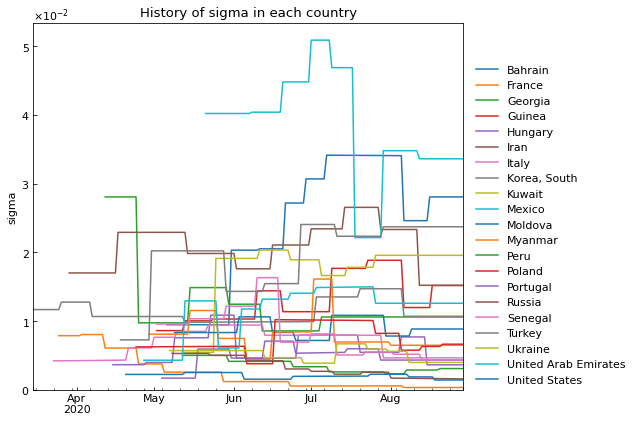 History of sigma in each country
×10⁻²
5
4
3
2
1
0
sigma
Apr
2020
May
Jun
Jul
Aug
Bahrain
France
Georgia
Guinea
Hungary
Iran
Italy
Korea, South
Kuwait
Mexico
Moldova
Myanmar
Peru
Poland
Portugal
Russia
Senegal
Turkey
Ukraine
United Arab Emirates
United States